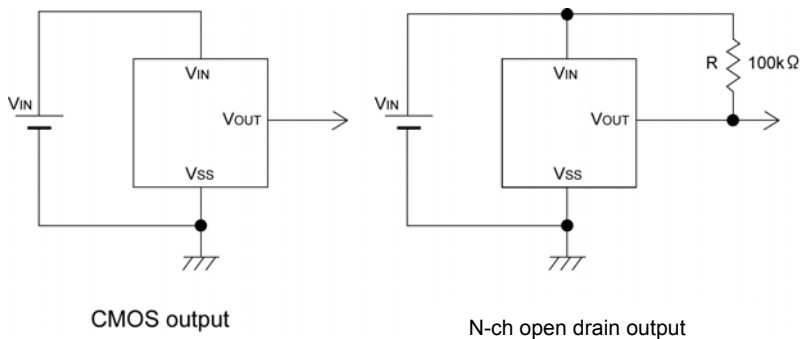 VIN
VIN
VOUT
VSS
CMOS output
VIN
VIN
R 100kΩ
VOUT
VSS
N-ch open drain output